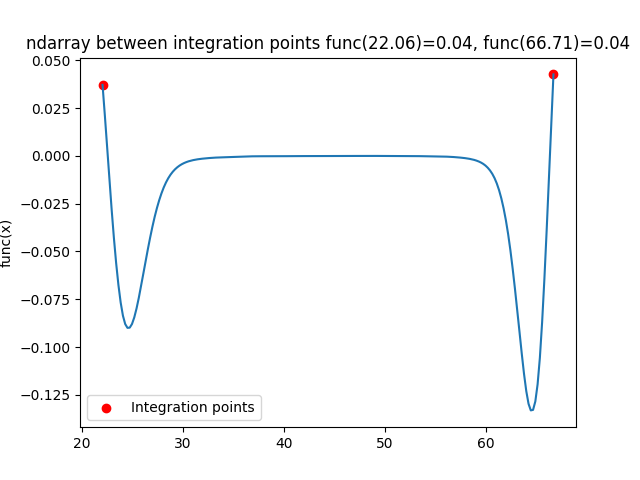 ndarray between integration points func(22.06)=0.04, func(66.71)=0.04
0.050
0.025
0.000
−0.025
−0.050
−0.075
−0.100
−0.125
func(x)
Integration points
20 30 40 50 60